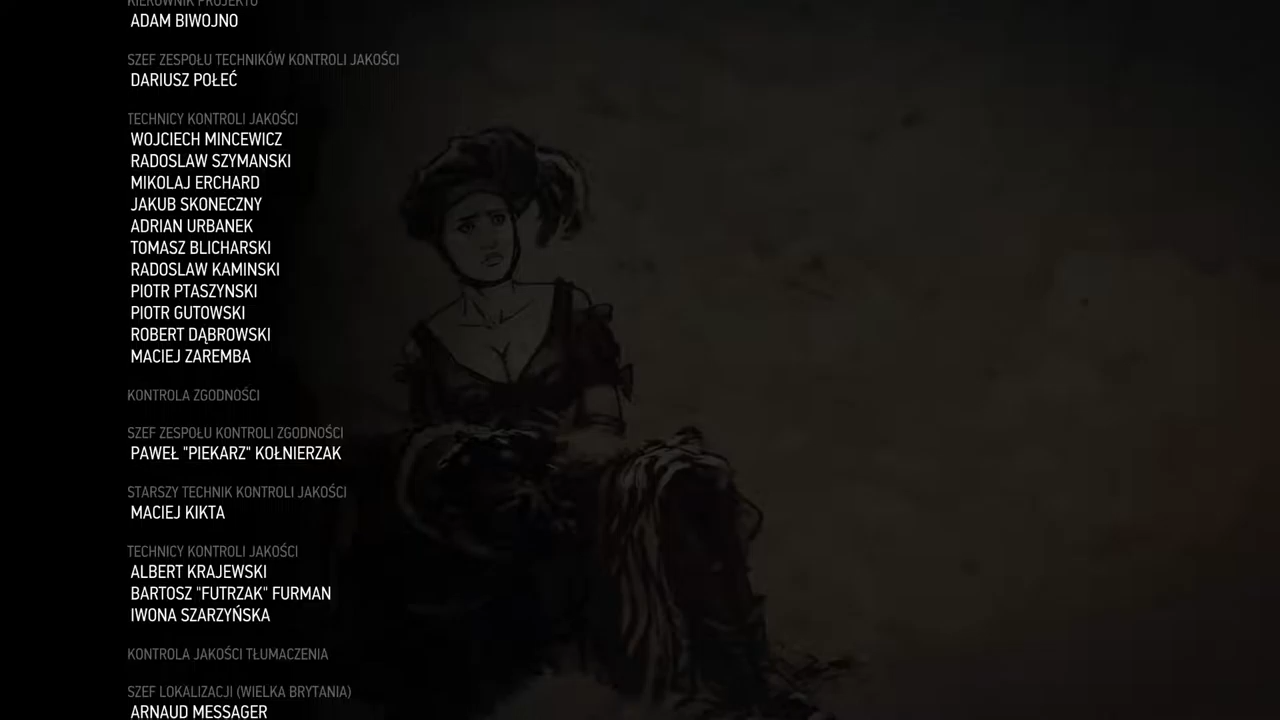 KIEROWNIK PROJEKTU
ADAM BIWOJNO
SZEF ZESPOŁU TECHNIKÓW KONTROLI JAKOŚCI
DARIUSZ POŁEĆ
TECHNICY KONTROLI JAKOŚCI
WOJCIECH MINCEWICZ
RADOSLAW SZYMANSKI
MIKOLAJ ERCHARD
JAKUB SKONECZNY
ADRIAN URBANEK
TOMASZ BLICHARSKI
RADOSLAW KAMINSKI
PIOTR PTASZYNSKI
PIOTR GUTOWSKI
ROBERT DĄBROWSKI
MACIEJ ZAREMBA
KONTROLA ZGODNOŚCI
SZEF ZESPOŁU KONTROLI ZGODNOŚCI
PAWEŁ "PIEKARZ" KOŁNIERZAK
STARSZY TECHNIK KONTROLI JAKOŚCI
MACIEJ KIKTA
TECHNICY KONTROLI JAKOŚCI
ALBERT KRAJEWSKI
BARTOSZ "FUTRZAK" FURMAN
IWONA SZARZYŃSKA
KONTROLA JAKOŚCI TŁUMACZENIA
SZEF LOKALIZACJI (WIELKA BRYTANIA)
ARNAUD MESSAGER